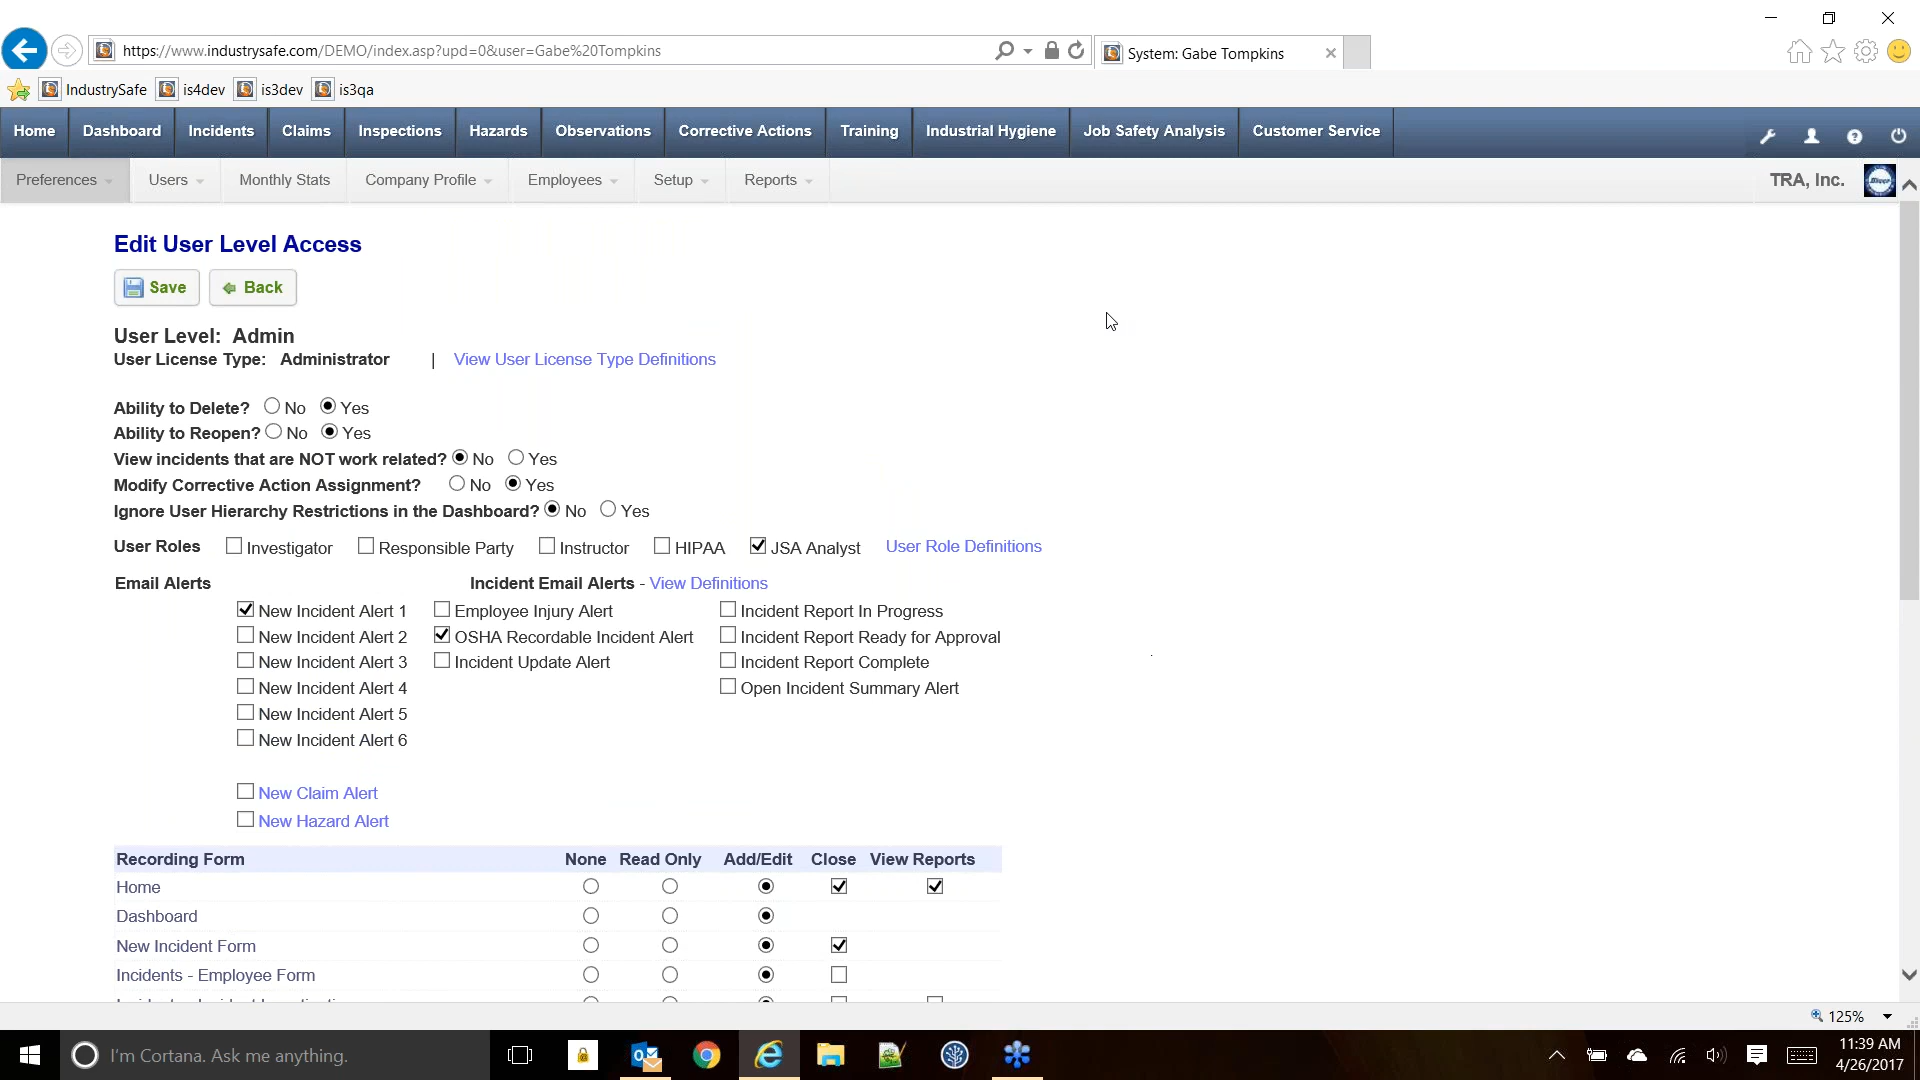 https://www.industrysafe.com/DEMO/index.asp?upd=0&user=Gabe%20Tompkins
System: Gabe Tompkins
IndustrySafe is4dev is3dev is3qa
Home Dashboard Incidents Claims Inspections Hazards Observations Corrective Actions Training Industrial Hygiene Job Safety Analysis Customer Service
Preferences Users Monthly Stats Company Profile Employees Setup Reports TRA, Inc.
Edit User Level Access
Save Back
User Level: Admin
User License Type: Administrator | View User License Type Definitions
Ability to Delete? No Yes
Ability to Reopen? No Yes
View incidents that are NOT work related? No Yes
Modify Corrective Action Assignment? No Yes
Ignore User Hierarchy Restrictions in the Dashboard? No Yes
User Roles Investigator Responsible Party Instructor HIPAA JSA Analyst User Role Definitions
Email Alerts Incident Email Alerts - View Definitions
New Incident Alert 1 Employee Injury Alert Incident Report In Progress
New Incident Alert 2 OSHA Recordable Incident Alert Incident Report Ready for Approval
New Incident Alert 3 Incident Update Alert Incident Report Complete
New Incident Alert 4 Open Incident Summary Alert
New Incident Alert 5
New Incident Alert 6
New Claim Alert
New Hazard Alert
Recording Form None Read Only Add/Edit Close View Reports
Home
Dashboard
New Incident Form
Incidents - Employee Form
125%
I'm Cortana. Ask me anything.
11:39 AM
4/26/2017